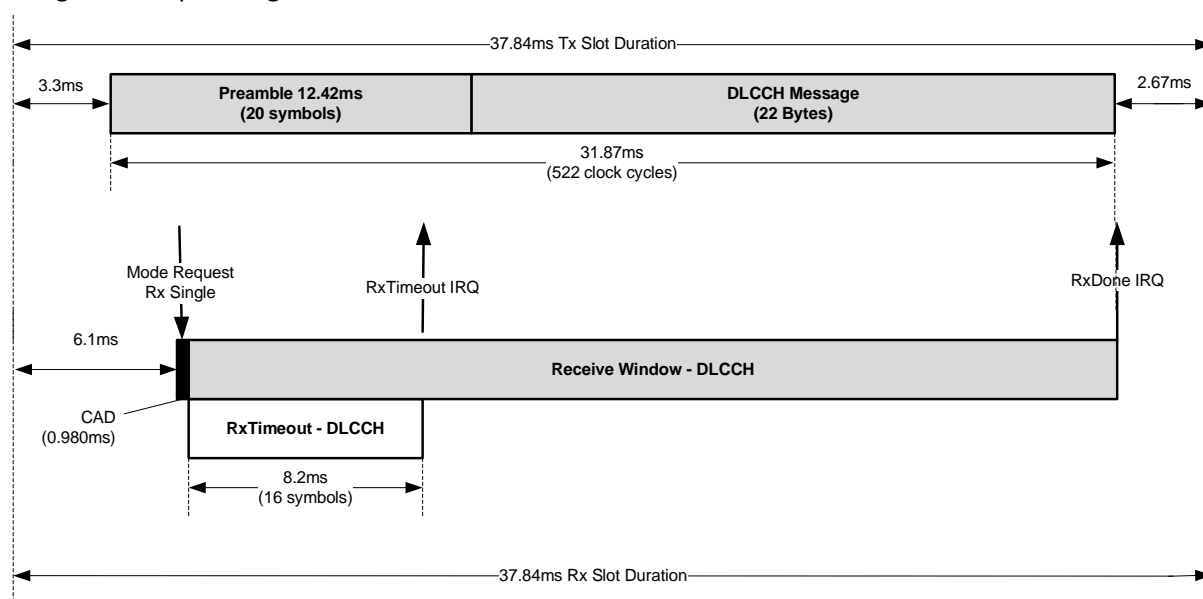 37.84ms Tx Slot Duration
3.3ms
Preamble 12.42ms
(20 symbols)
DLCCH Message
(22 Bytes)
2.67ms
31.87ms
(522 clock cycles)
Mode Request
Rx Single
RxTimeout IRQ
RxDone IRQ
6.1ms
Receive Window - DLCCH
CAD
(0.980ms)
RxTimeout - DLCCH
8.2ms
(16 symbols)
37.84ms Rx Slot Duration